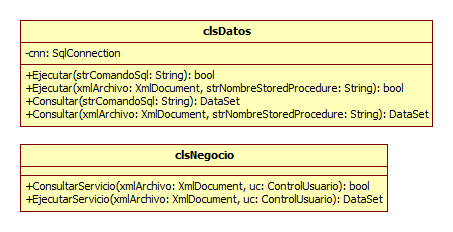 clsDatos
-cnn: SqlConnection
+Ejecutar(strComandoSql: String): bool
+Ejecutar(xmlArchivo: XmlDocument, strNombreStoredProcedure: String): bool
+Consultar(strComandoSql: String): DataSet
+Consultar(xmlArchivo: XmlDocument, strNombreStoredProcedure: String): DataSet
clsNegocio
+ConsultarServicio(xmlArchivo: XmlDocument, uc: ControlUsuario): bool
+EjecutarServicio(xmlArchivo: XmlDocument, uc: ControlUsuario): DataSet